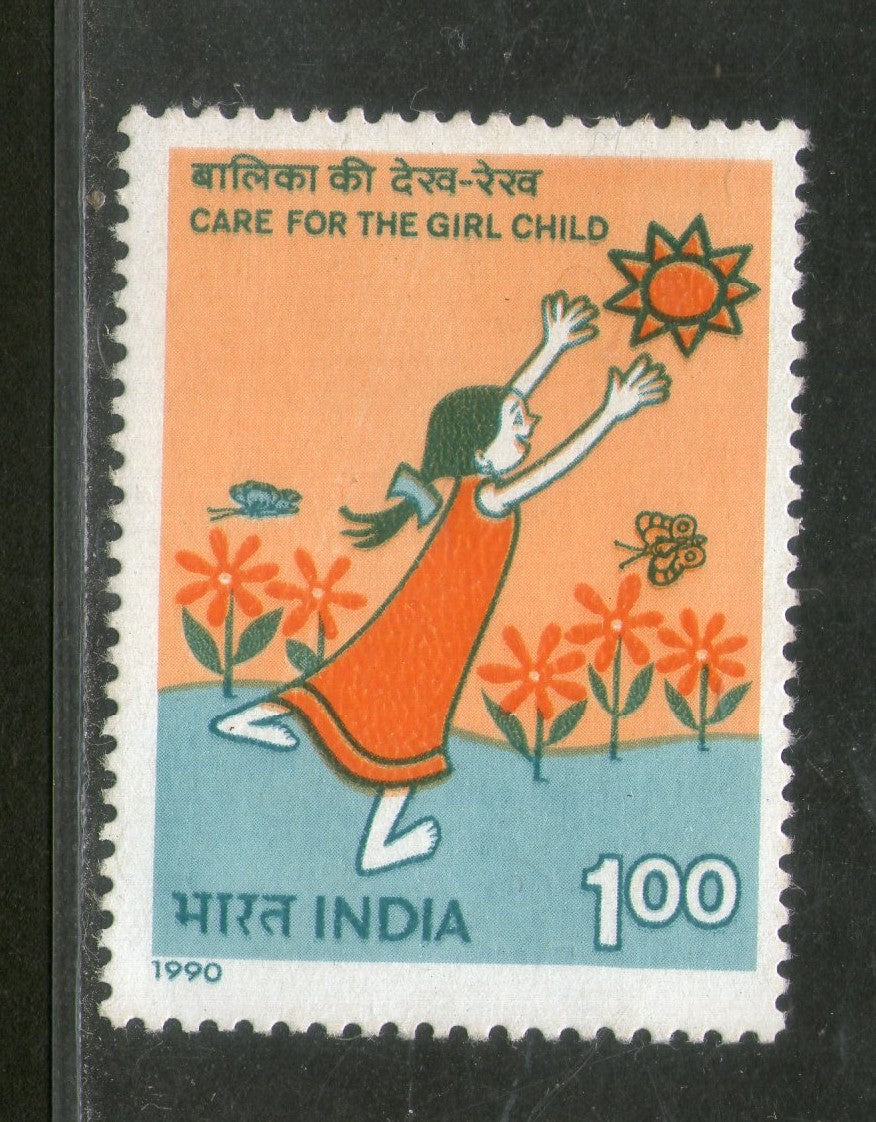 बालिका की देख-रेख
CARE FOR THE GIRL CHILD
भारत INDIA
1.00
1990